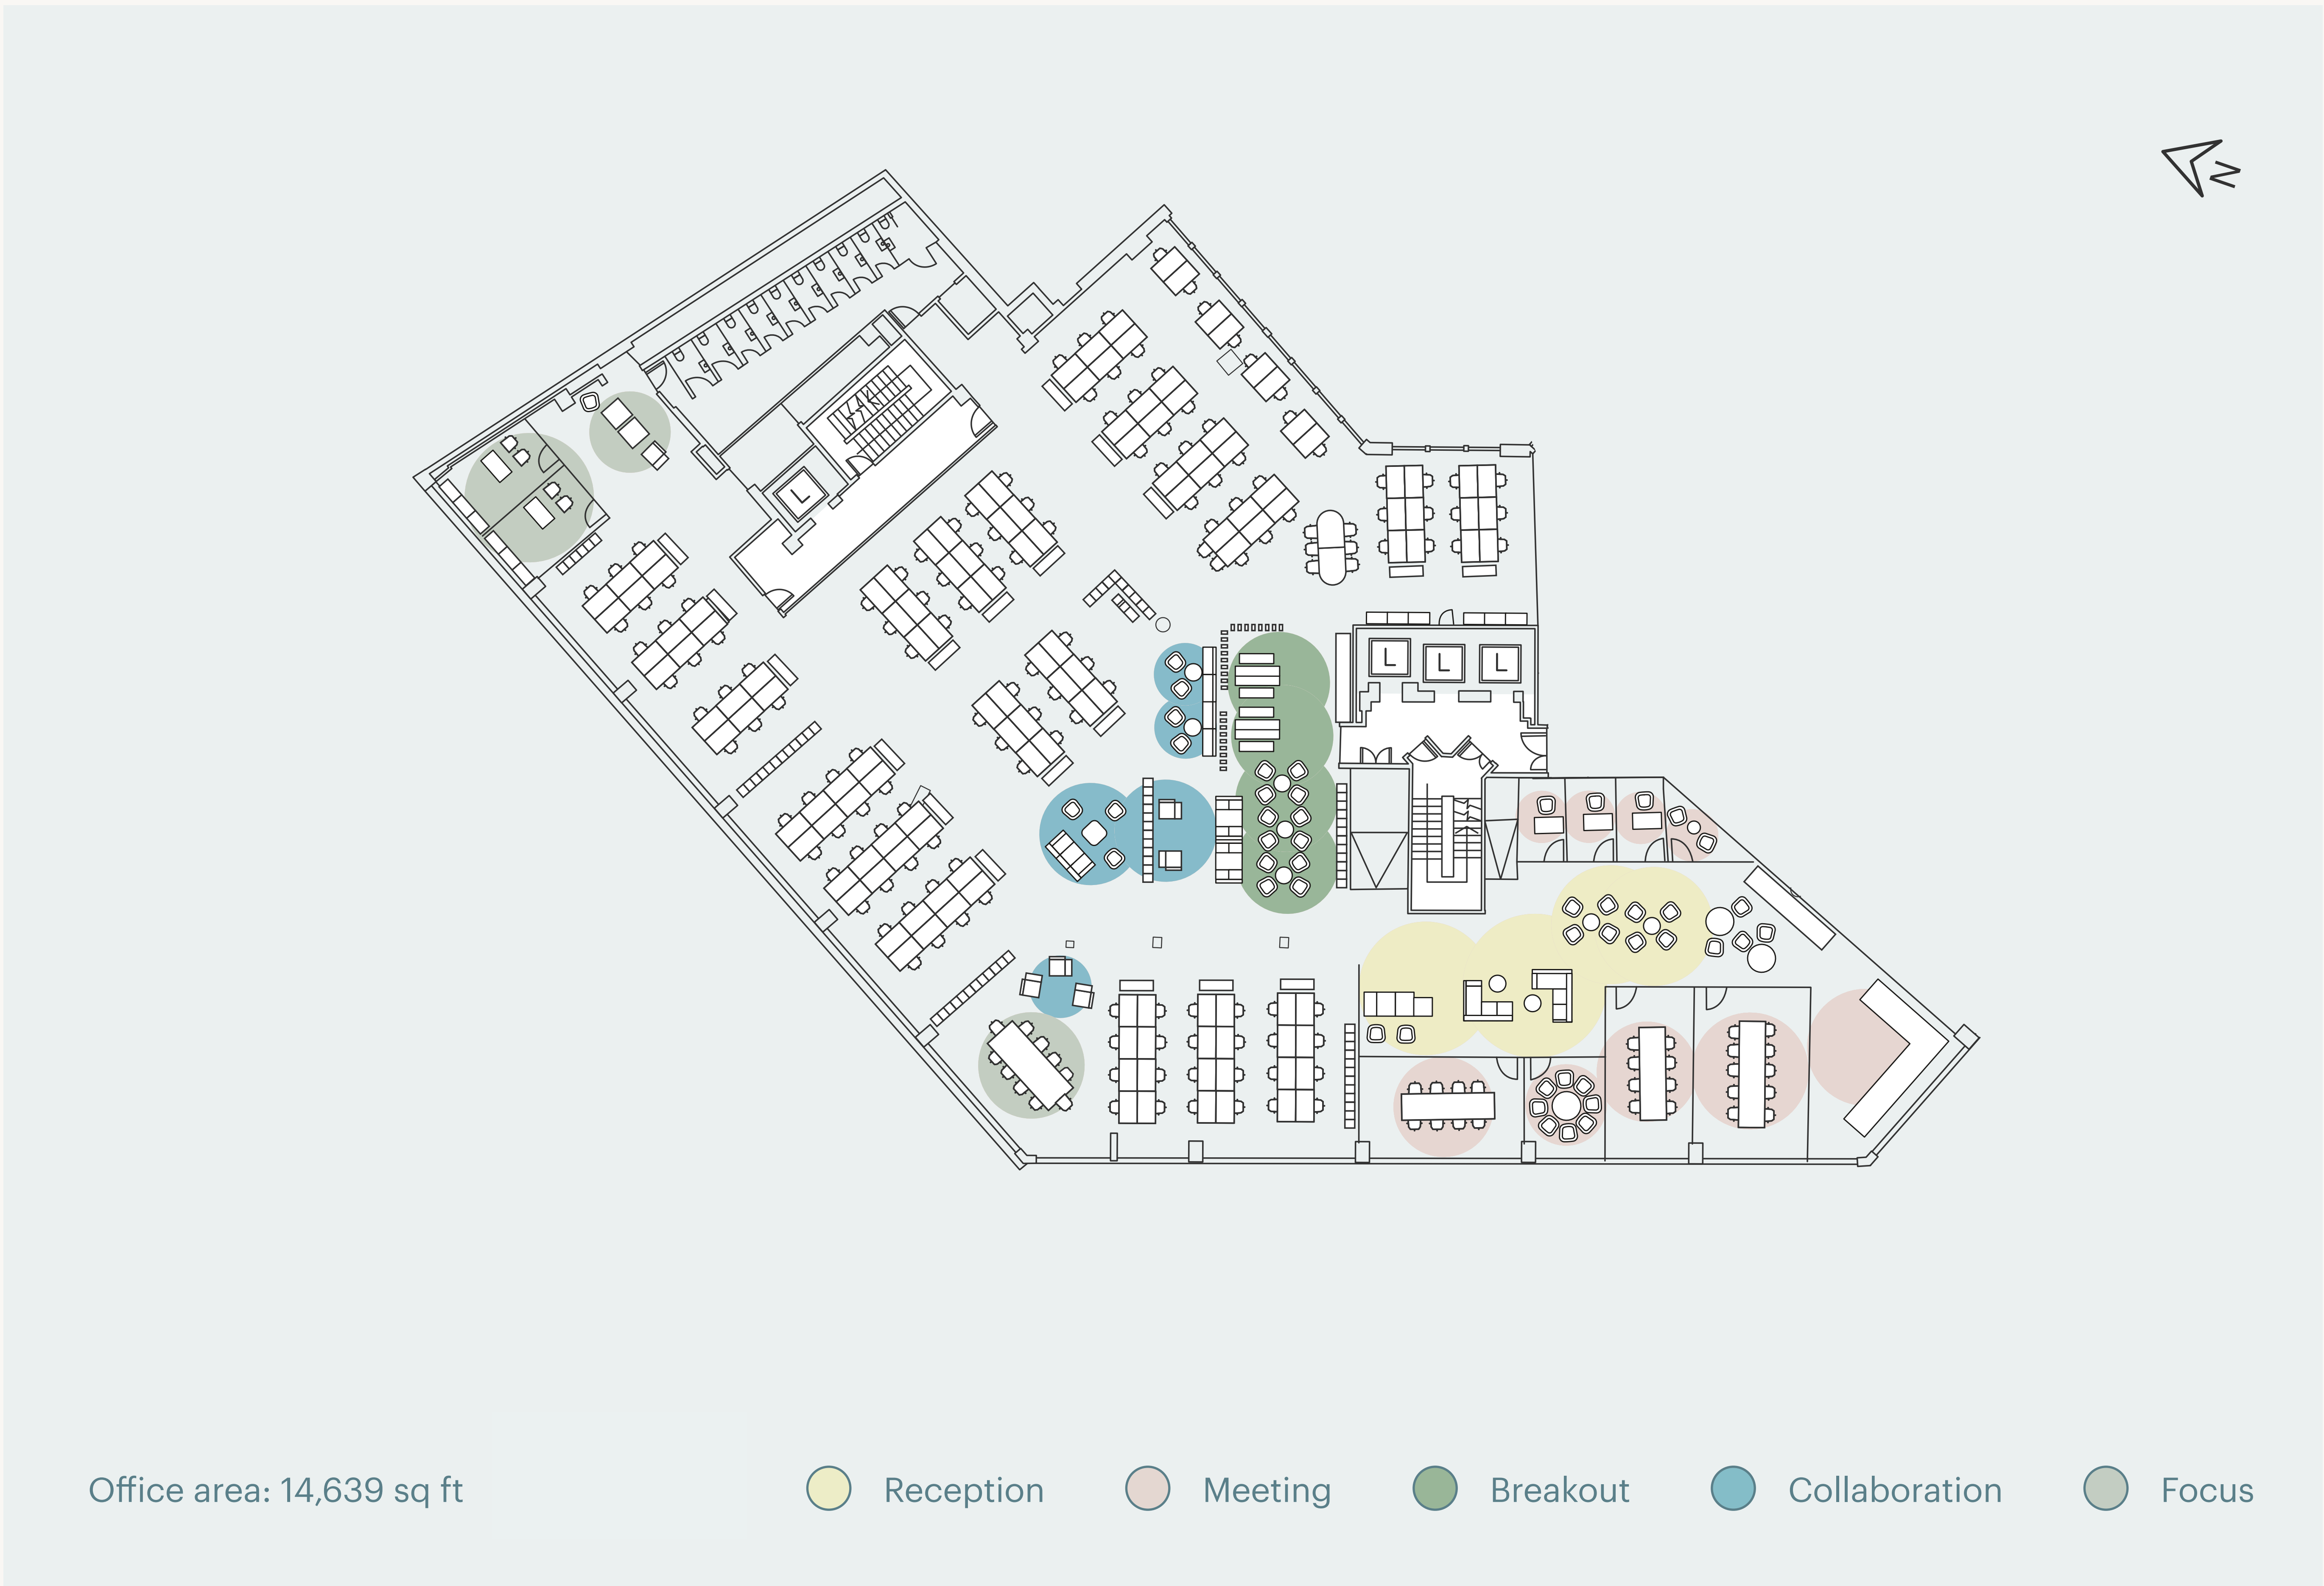 N
L
L
L
L
Office area: 14,639 sq ft
Reception
Meeting
Breakout
Collaboration
Focus